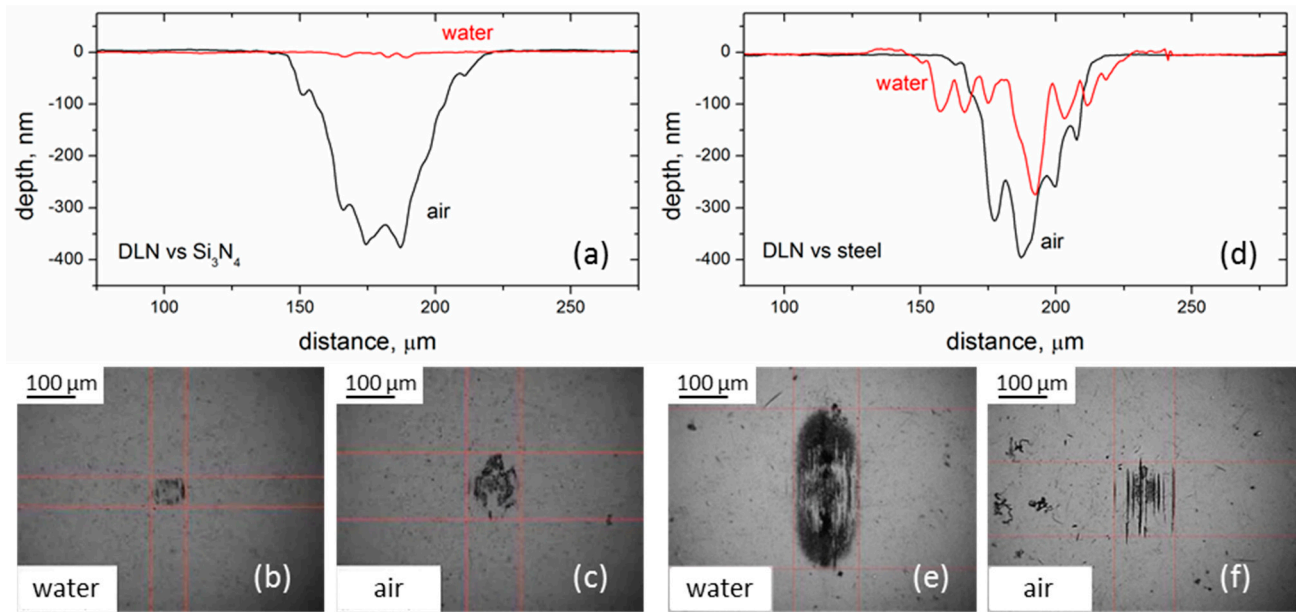 water
0
-100
-200
-300
-400
depth, nm
air
DLN vs Si₃N₄
(a)
100
150
200
250
distance, μm
0
-100
-200
-300
-400
depth, nm
water
air
DLN vs steel
(d)
100
150
200
250
distance, μm
100 μm
water
(b)
100 μm
air
(c)
100 μm
water
(e)
100 μm
air
(f)